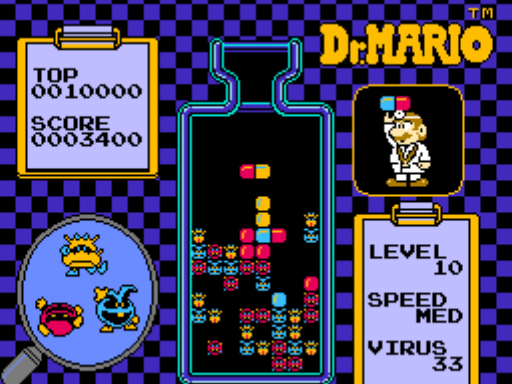 TM
Dr. MARIO
TOP
0010000
SCORE
0003400
LEVEL
10
SPEED
MED
VIRUS
33